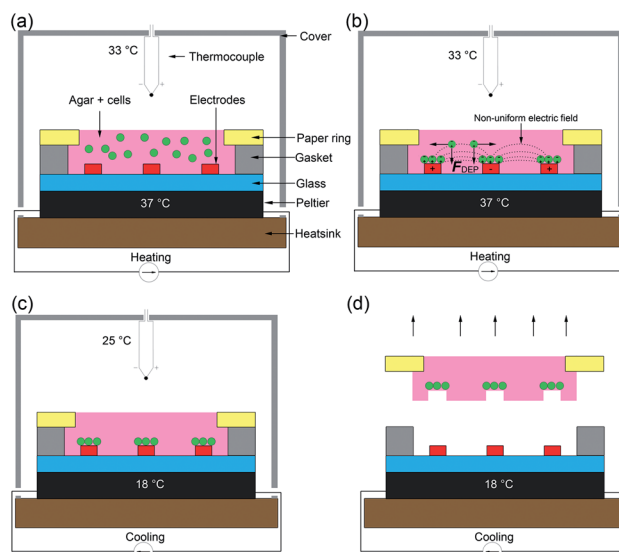 (a)
33 °C
Cover
Thermocouple
- +
Agar + cells
Electrodes
Paper ring
Gasket
Glass
37 °C
Peltier
Heatsink
Heating
(b)
33 °C
- +
Non-uniform electric field
FDEP
+ - +
37 °C
Heating
(c)
25 °C
- +
18 °C
Cooling
(d)
18 °C
Cooling